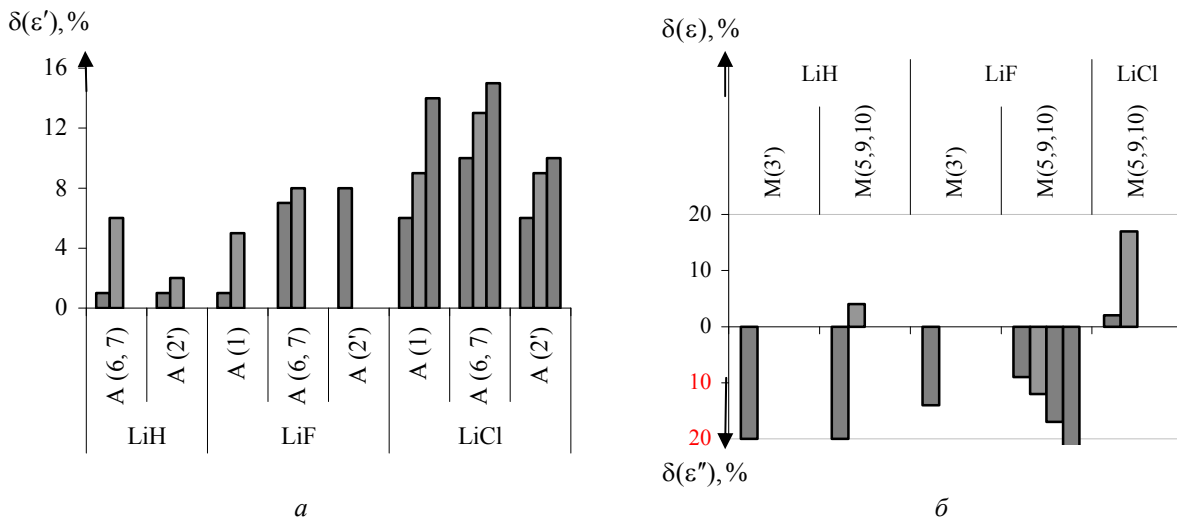 δ(ε′), %
16
12
8
4
0
A (6, 7)
A (2')
A (1)
A (6, 7)
A (2')
A (1)
A (6, 7)
A (2')
LiH
LiF
LiCl
а
δ(ε), %
LiH
LiF
LiCl
M(3')
M(5,9,10)
M(3')
M(5,9,10)
M(5,9,10)
20
10
0
10
20
δ(ε″), %
б